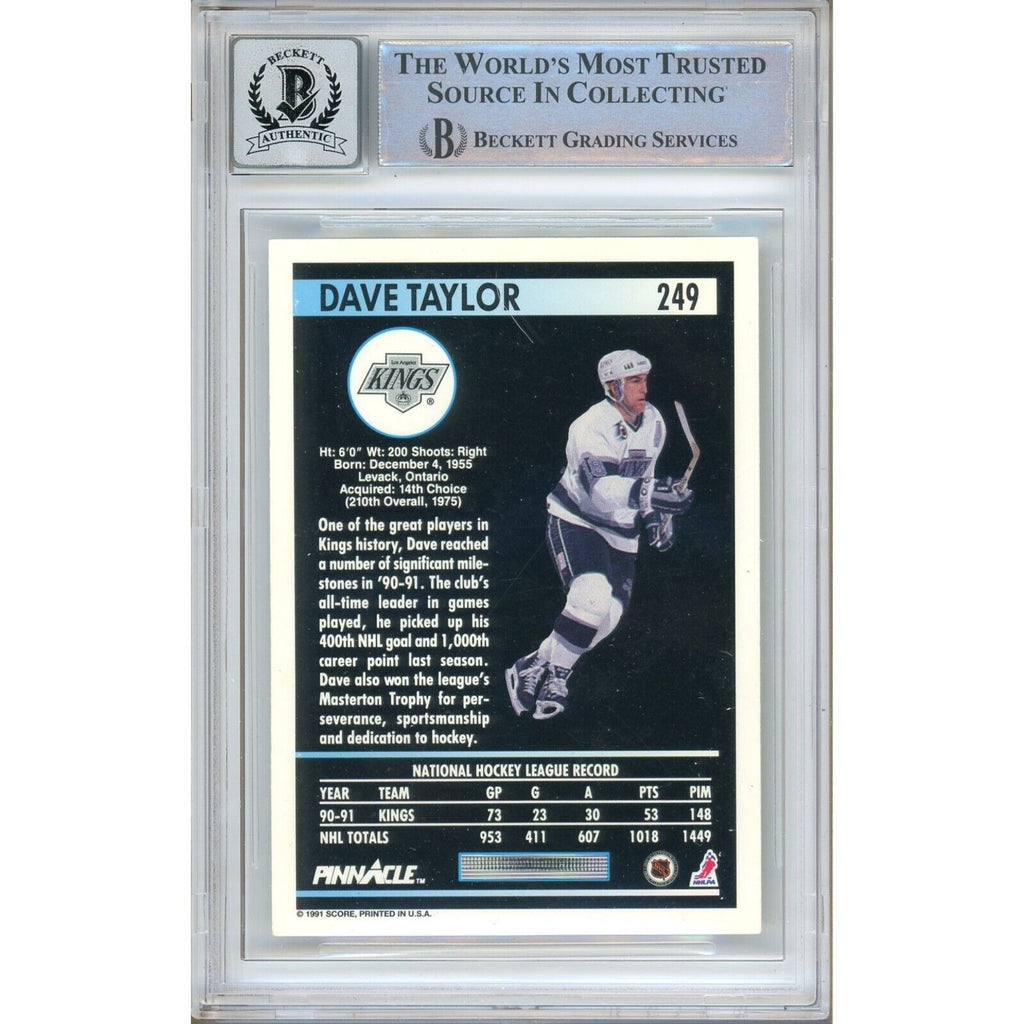 BECKETT
B
AUTHENTIC
THE WORLD'S MOST TRUSTED
SOURCE IN COLLECTING
B BECKETT GRADING SERVICES
DAVE TAYLOR 249
Los Angeles
KINGS
®
Ht: 6'0" Wt: 200 Shoots: Right
Born: December 4, 1955
Levack, Ontario
Acquired: 14th Choice
(210th Overall, 1975)
One of the great players in
Kings history, Dave reached
a number of significant mile-
stones in '90-91. The club's
all-time leader in games
played, he picked up his
400th NHL goal and 1,000th
career point last season.
Dave also won the league's
Masterton Trophy for per-
severance, sportsmanship
and dedication to hockey.
NATIONAL HOCKEY LEAGUE RECORD
YEAR TEAM GP G A PTS PIM
90-91 KINGS 73 23 30 53 148
NHL TOTALS 953 411 607 1018 1449
PINNACLE™
NHLPA
© 1991 SCORE, PRINTED IN U.S.A.